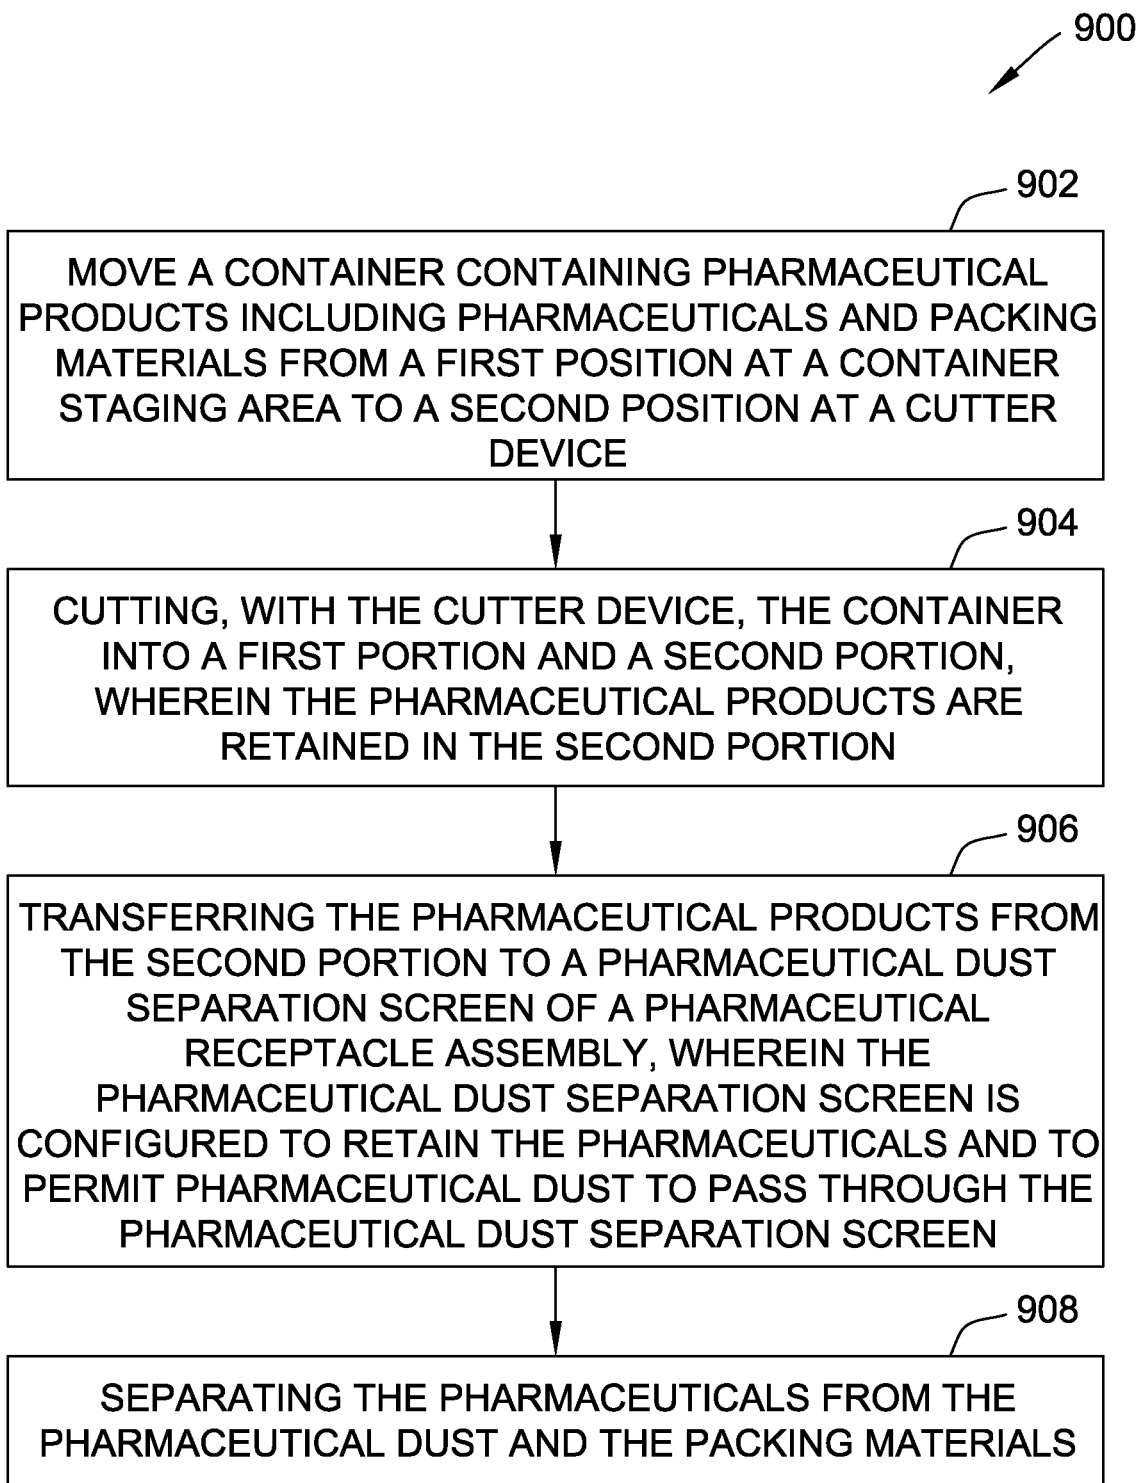 900
902
MOVE A CONTAINER CONTAINING PHARMACEUTICAL
PRODUCTS INCLUDING PHARMACEUTICALS AND PACKING
MATERIALS FROM A FIRST POSITION AT A CONTAINER
STAGING AREA TO A SECOND POSITION AT A CUTTER
DEVICE
904
CUTTING, WITH THE CUTTER DEVICE, THE CONTAINER
INTO A FIRST PORTION AND A SECOND PORTION,
WHEREIN THE PHARMACEUTICAL PRODUCTS ARE
RETAINED IN THE SECOND PORTION
906
TRANSFERRING THE PHARMACEUTICAL PRODUCTS FROM
THE SECOND PORTION TO A PHARMACEUTICAL DUST
SEPARATION SCREEN OF A PHARMACEUTICAL
RECEPTACLE ASSEMBLY, WHEREIN THE
PHARMACEUTICAL DUST SEPARATION SCREEN IS
CONFIGURED TO RETAIN THE PHARMACEUTICALS AND TO
PERMIT PHARMACEUTICAL DUST TO PASS THROUGH THE
PHARMACEUTICAL DUST SEPARATION SCREEN
908
SEPARATING THE PHARMACEUTICALS FROM THE
PHARMACEUTICAL DUST AND THE PACKING MATERIALS